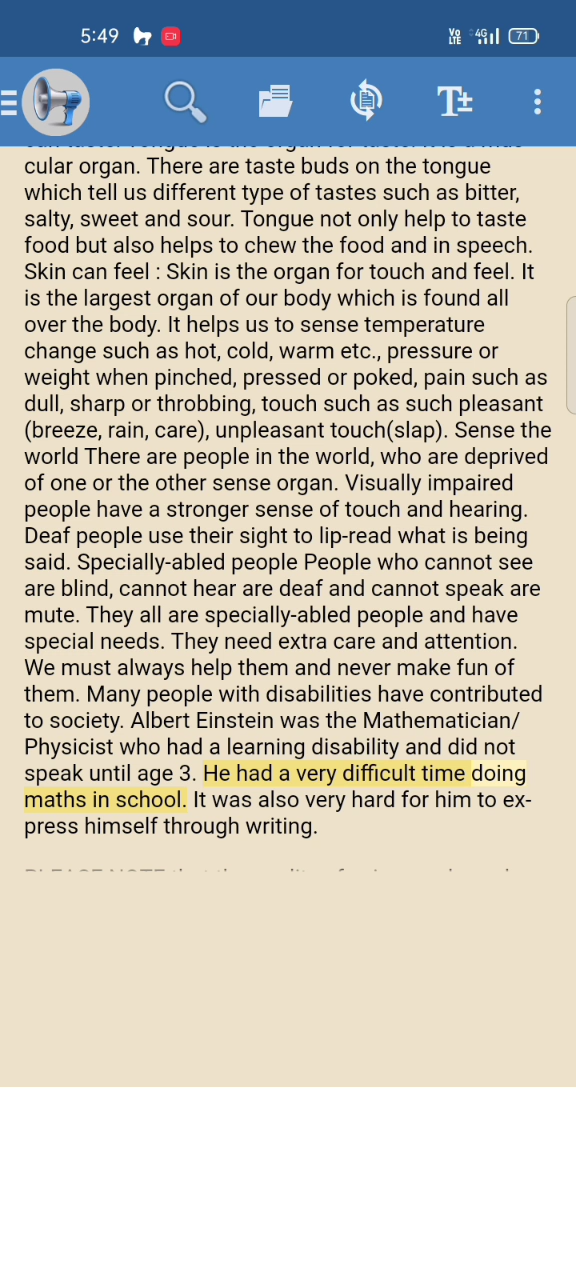 5:49
Vo LTE 4G 71
T±
cular organ. There are taste buds on the tongue
which tell us different type of tastes such as bitter,
salty, sweet and sour. Tongue not only help to taste
food but also helps to chew the food and in speech.
Skin can feel : Skin is the organ for touch and feel. It
is the largest organ of our body which is found all
over the body. It helps us to sense temperature
change such as hot, cold, warm etc., pressure or
weight when pinched, pressed or poked, pain such as
dull, sharp or throbbing, touch such as such pleasant
(breeze, rain, care), unpleasant touch(slap). Sense the
world There are people in the world, who are deprived
of one or the other sense organ. Visually impaired
people have a stronger sense of touch and hearing.
Deaf people use their sight to lip-read what is being
said. Specially-abled people People who cannot see
are blind, cannot hear are deaf and cannot speak are
mute. They all are specially-abled people and have
special needs. They need extra care and attention.
We must always help them and never make fun of
them. Many people with disabilities have contributed
to society. Albert Einstein was the Mathematician/
Physicist who had a learning disability and did not
speak until age 3. He had a very difficult time doing
maths in school. It was also very hard for him to ex-
press himself through writing.
PLEASE NOTE that the